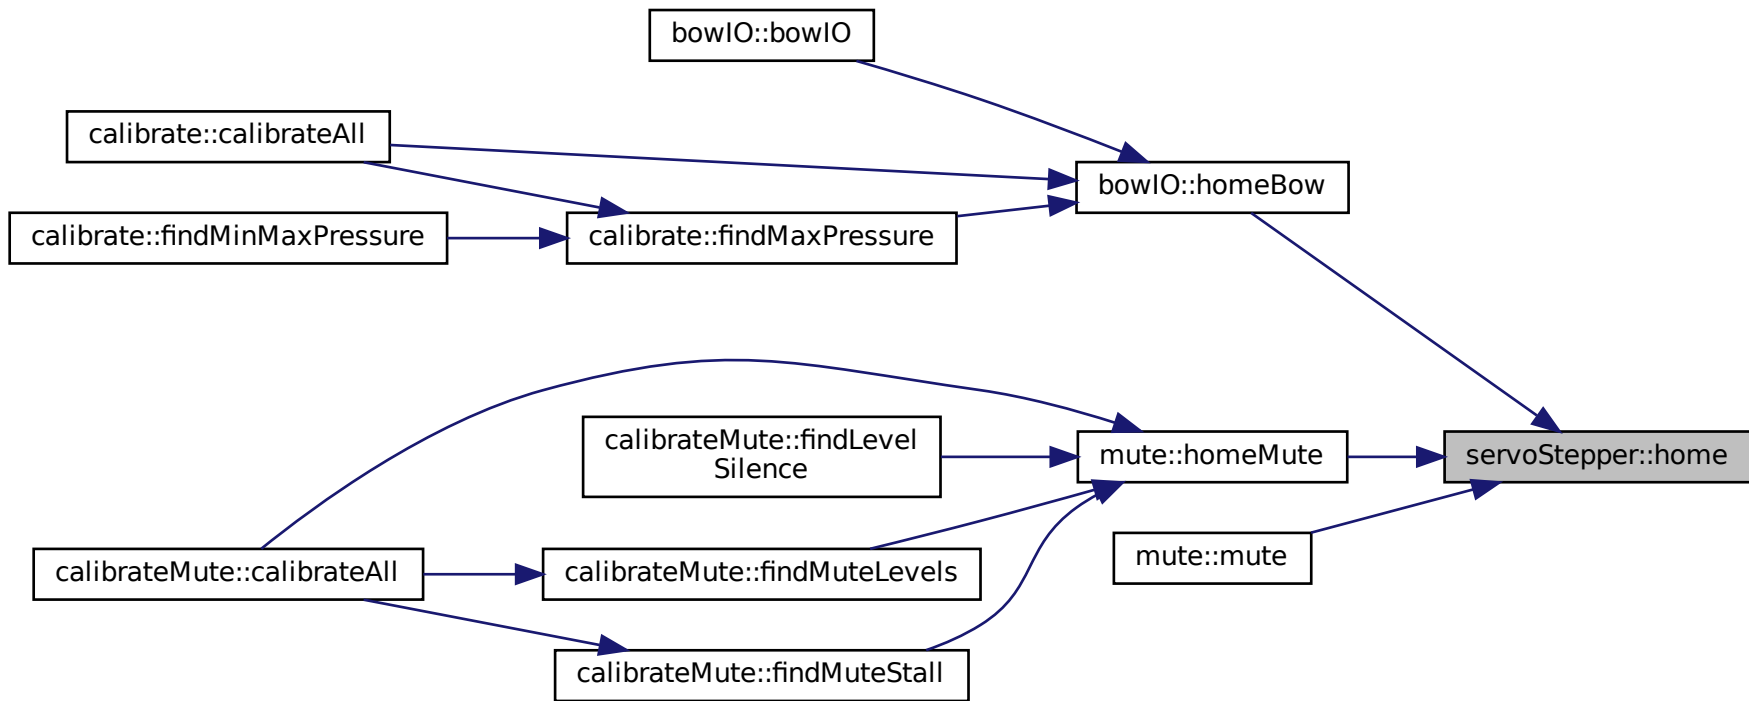 bowIO::bowIO
calibrate::calibrateAll
bowIO::homeBow
calibrate::findMinMaxPressure
calibrate::findMaxPressure
calibrateMute::findLevel
Silence
mute::homeMute
servoStepper::home
mute::mute
calibrateMute::calibrateAll
calibrateMute::findMuteLevels
calibrateMute::findMuteStall